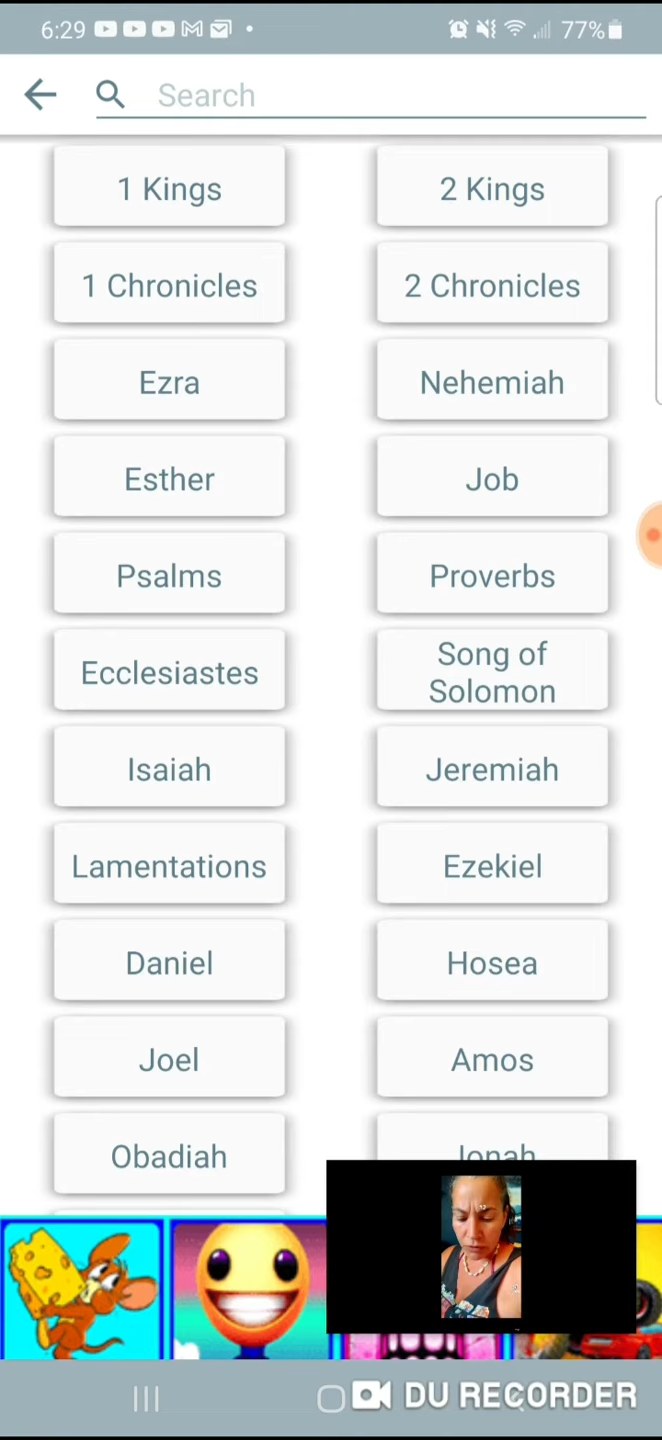 6:29
77%
Search
1 Kings
2 Kings
1 Chronicles
2 Chronicles
Ezra
Nehemiah
Esther
Job
Psalms
Proverbs
Ecclesiastes
Song of
Solomon
Isaiah
Jeremiah
Lamentations
Ezekiel
Daniel
Hosea
Joel
Amos
Obadiah
Jonah
DU RECORDER